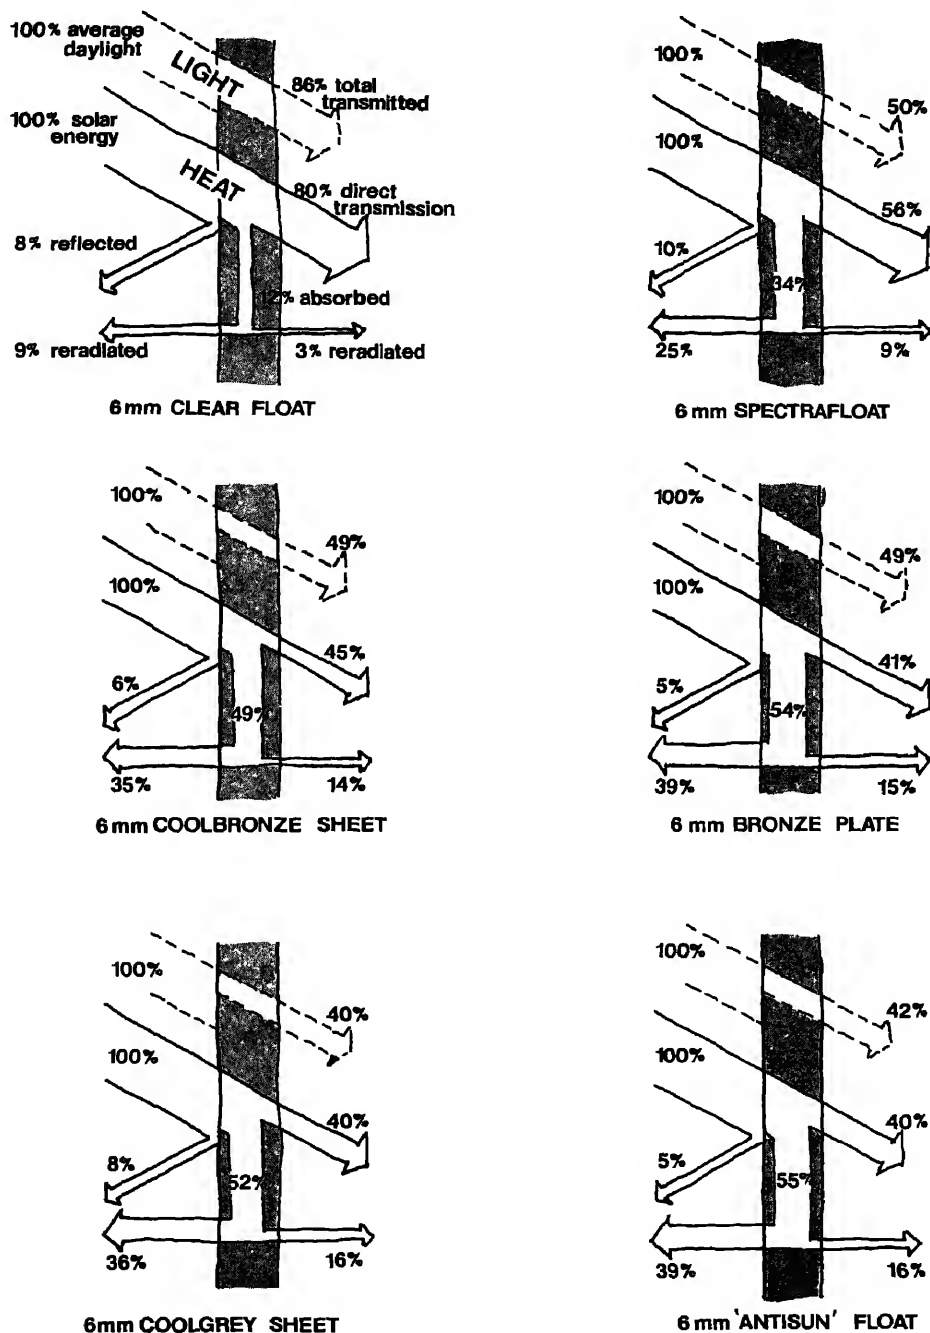 100% average
daylight
LIGHT
86% total
transmitted
100% solar
energy
HEAT
80% direct
transmission
8% reflected
12% absorbed
9% reradiated
3% reradiated
6mm CLEAR FLOAT
100%
50%
100%
56%
10%
34%
25%
9%
6mm SPECTRAFLOAT
100%
49%
100%
45%
6%
49%
35%
14%
6mm COOLBRONZE SHEET
100%
49%
100%
41%
5%
54%
39%
15%
6mm BRONZE PLATE
100%
40%
100%
40%
8%
52%
36%
16%
6mm COOLGREY SHEET
100%
42%
100%
40%
5%
55%
39%
16%
6mm 'ANTISUN' FLOAT